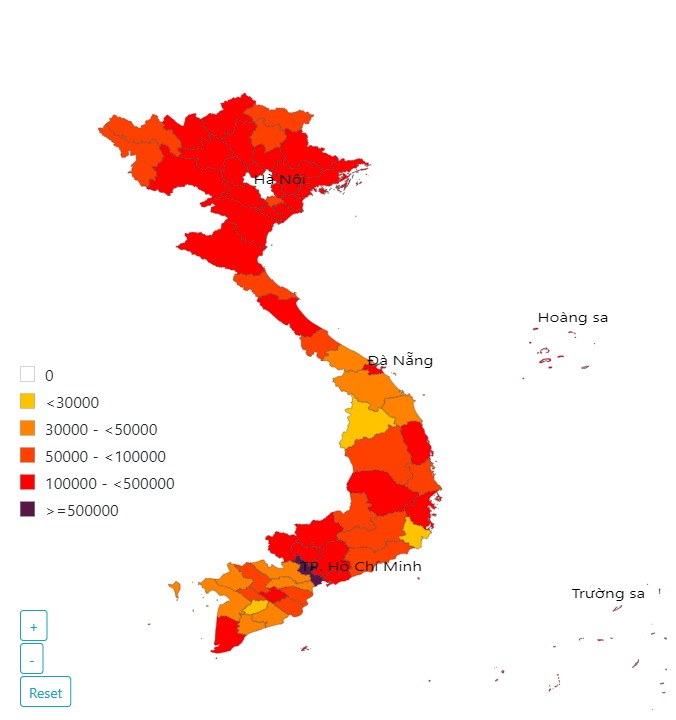 Hà Nội
Hoàng sa
Đà Nẵng
0
<30000
30000 - <50000
50000 - <100000
100000 - <500000
>=500000
TP. Hồ Chí Minh
Trường sa
+
-
Reset